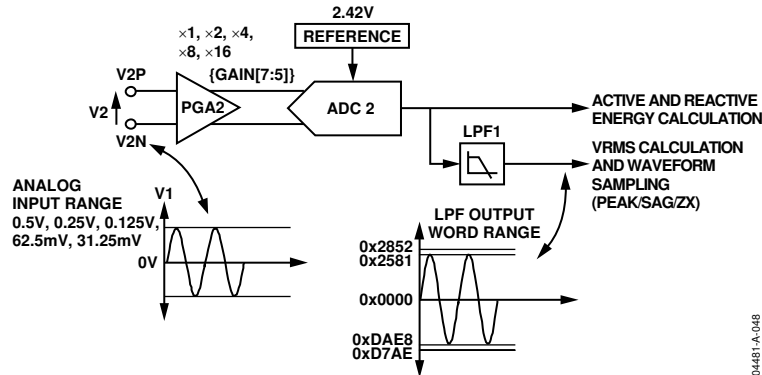 2.42V
REFERENCE
×1, ×2, ×4,
×8, ×16
{GAIN[7:5]}
V2P
V2
V2N
PGA2
ADC 2
ACTIVE AND REACTIVE
ENERGY CALCULATION
LPF1
VRMS CALCULATION
AND WAVEFORM
SAMPLING
(PEAK/SAG/ZX)
ANALOG
INPUT RANGE
0.5V, 0.25V, 0.125V,
62.5mV, 31.25mV
V1
0V
LPF OUTPUT
WORD RANGE
0x2852
0x2581
0x0000
0xDAE8
0xD7AE
04481-A-048